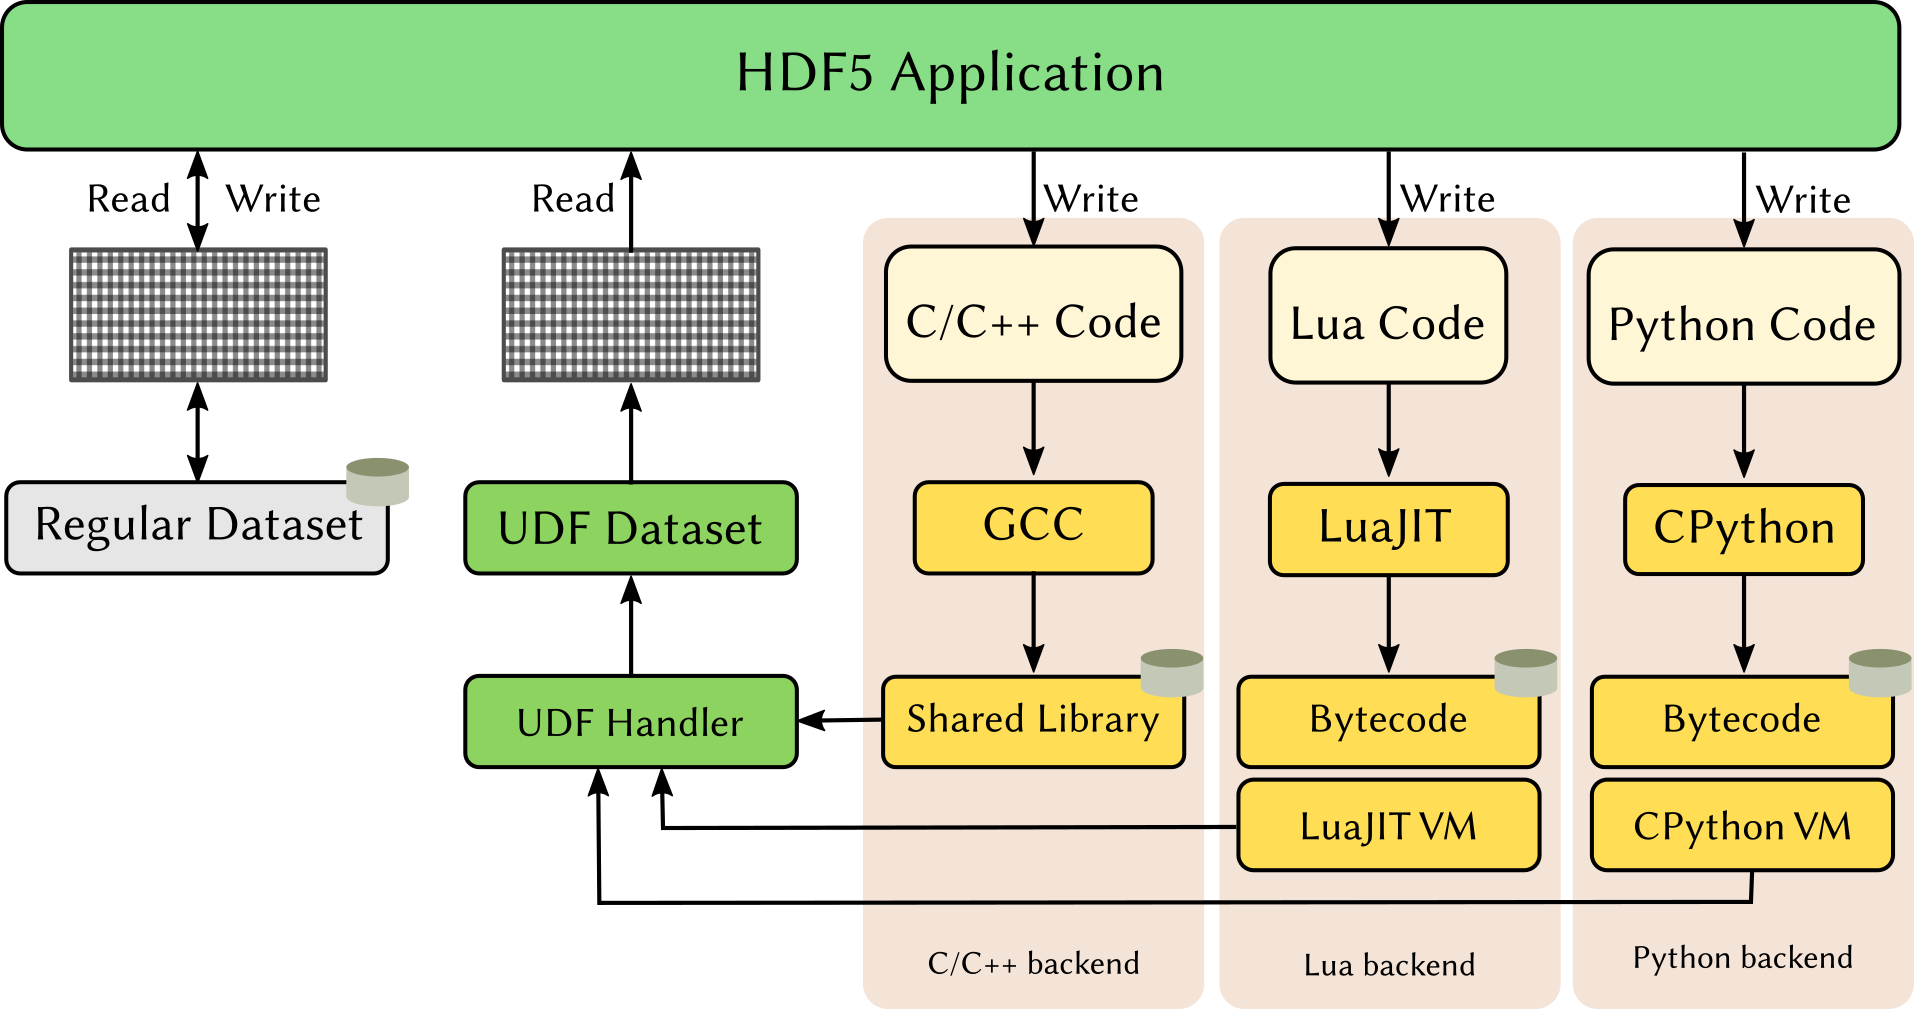 HDF5 Application
Read
Write
Read
Write
Write
Write
C/C++ Code
Lua Code
Python Code
Regular Dataset
UDF Dataset
GCC
LuaJIT
CPython
UDF Handler
Shared Library
Bytecode
Bytecode
LuaJIT VM
CPython VM
C/C++ backend
Lua backend
Python backend